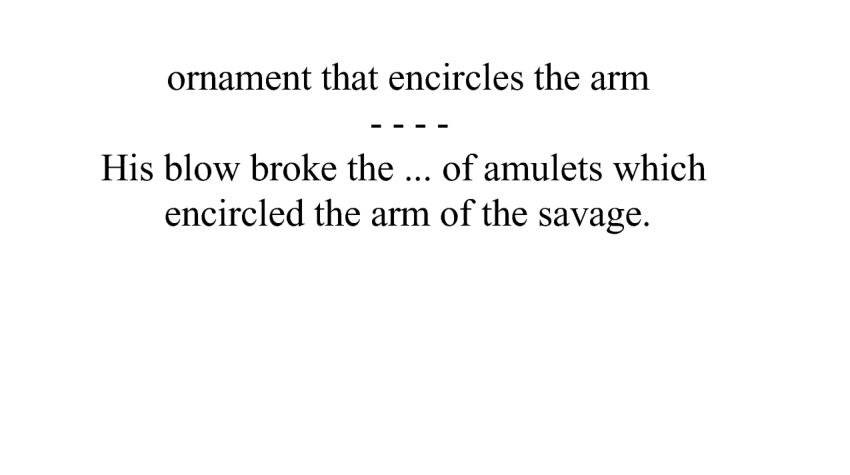 ornament that encircles the arm
- - - -
His blow broke the ... of amulets which
encircled the arm of the savage.